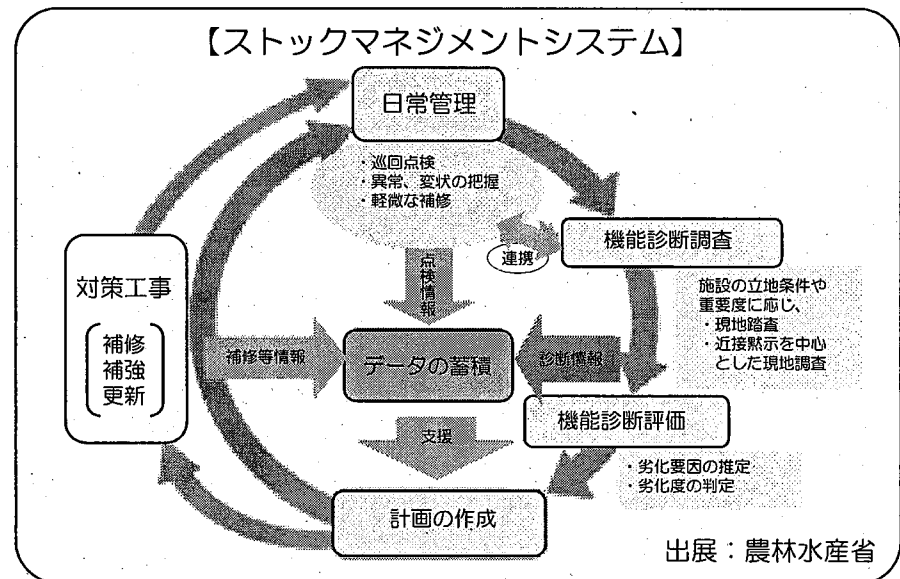 【ストックマネジメントシステム】
日常管理
・巡回点検
・異常、変状の把握
・軽微な補修
機能診断調査
連携
施設の立地条件や
重要度に応じ、
・現地踏査
・近接黙示を中心
とした現地調査
対策工事
補修
補強
更新
点検情報
補修等情報
データの蓄積
診断情報
機能診断評価
・劣化要因の推定
・劣化度の判定
支援
計画の作成
出展：農林水産省